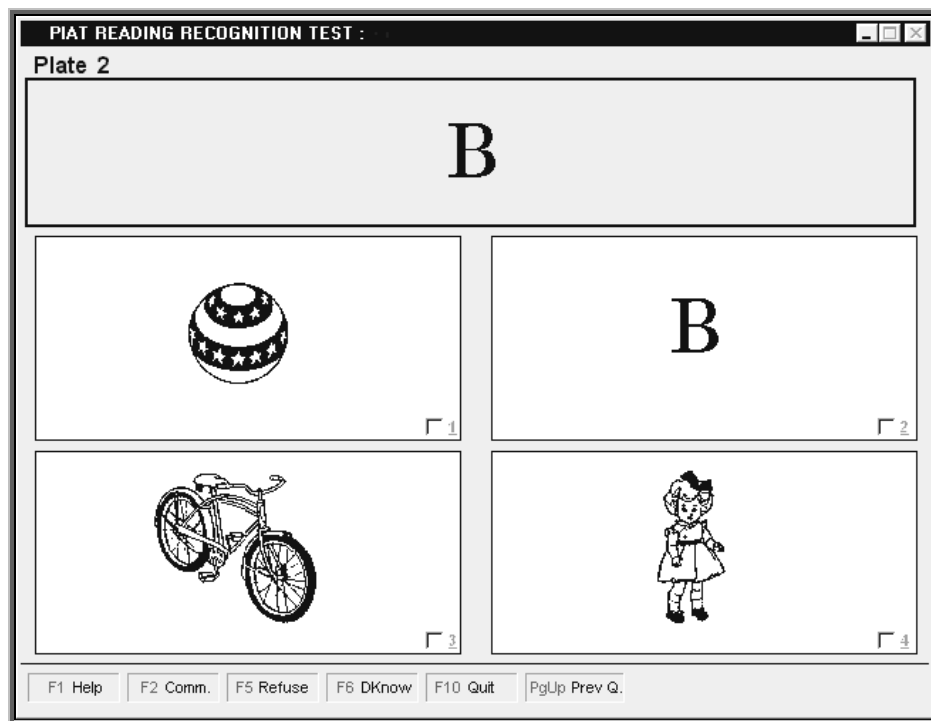 PIAT READING RECOGNITION TEST :
Plate 2
B
1
B
2
3
4
F1 Help F2 Comm. F5 Refuse F6 DKnow F10 Quit PgUp Prev Q.